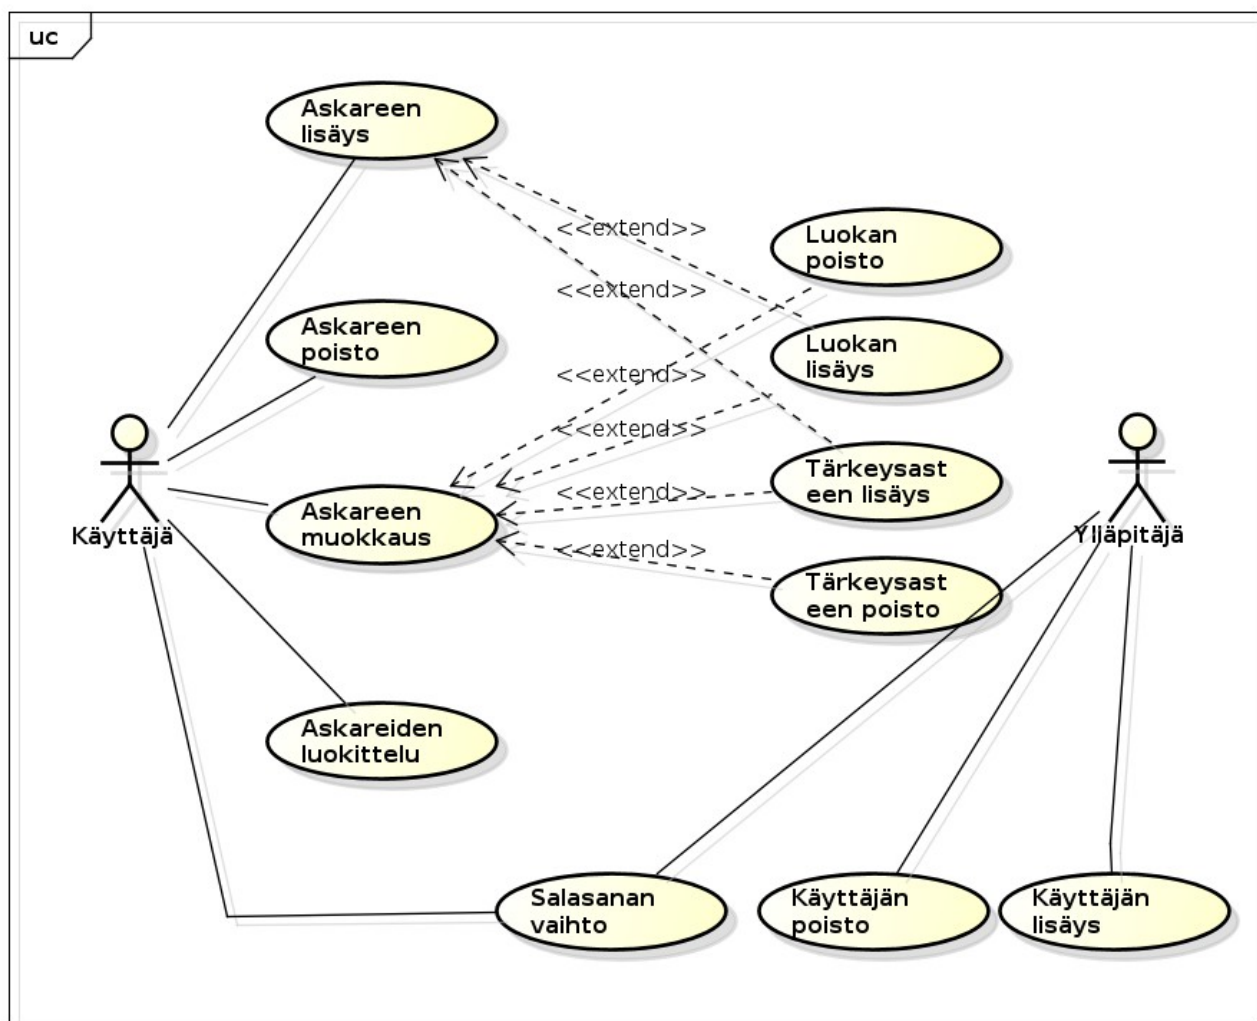 uc
Askareen
lisäys
<<extend>>
Luokan
poisto
<<extend>>
Askareen
poisto
Luokan
lisäys
<<extend>>
<<extend>>
Tärkeysast
een lisäys
<<extend>>
Askareen
muokkaus
Käyttäjä
Ylläpitäjä
<<extend>>
Tärkeysast
een poisto
Askareiden
luokittelu
Salasanan
vaihto
Käyttäjän
poisto
Käyttäjän
lisäys